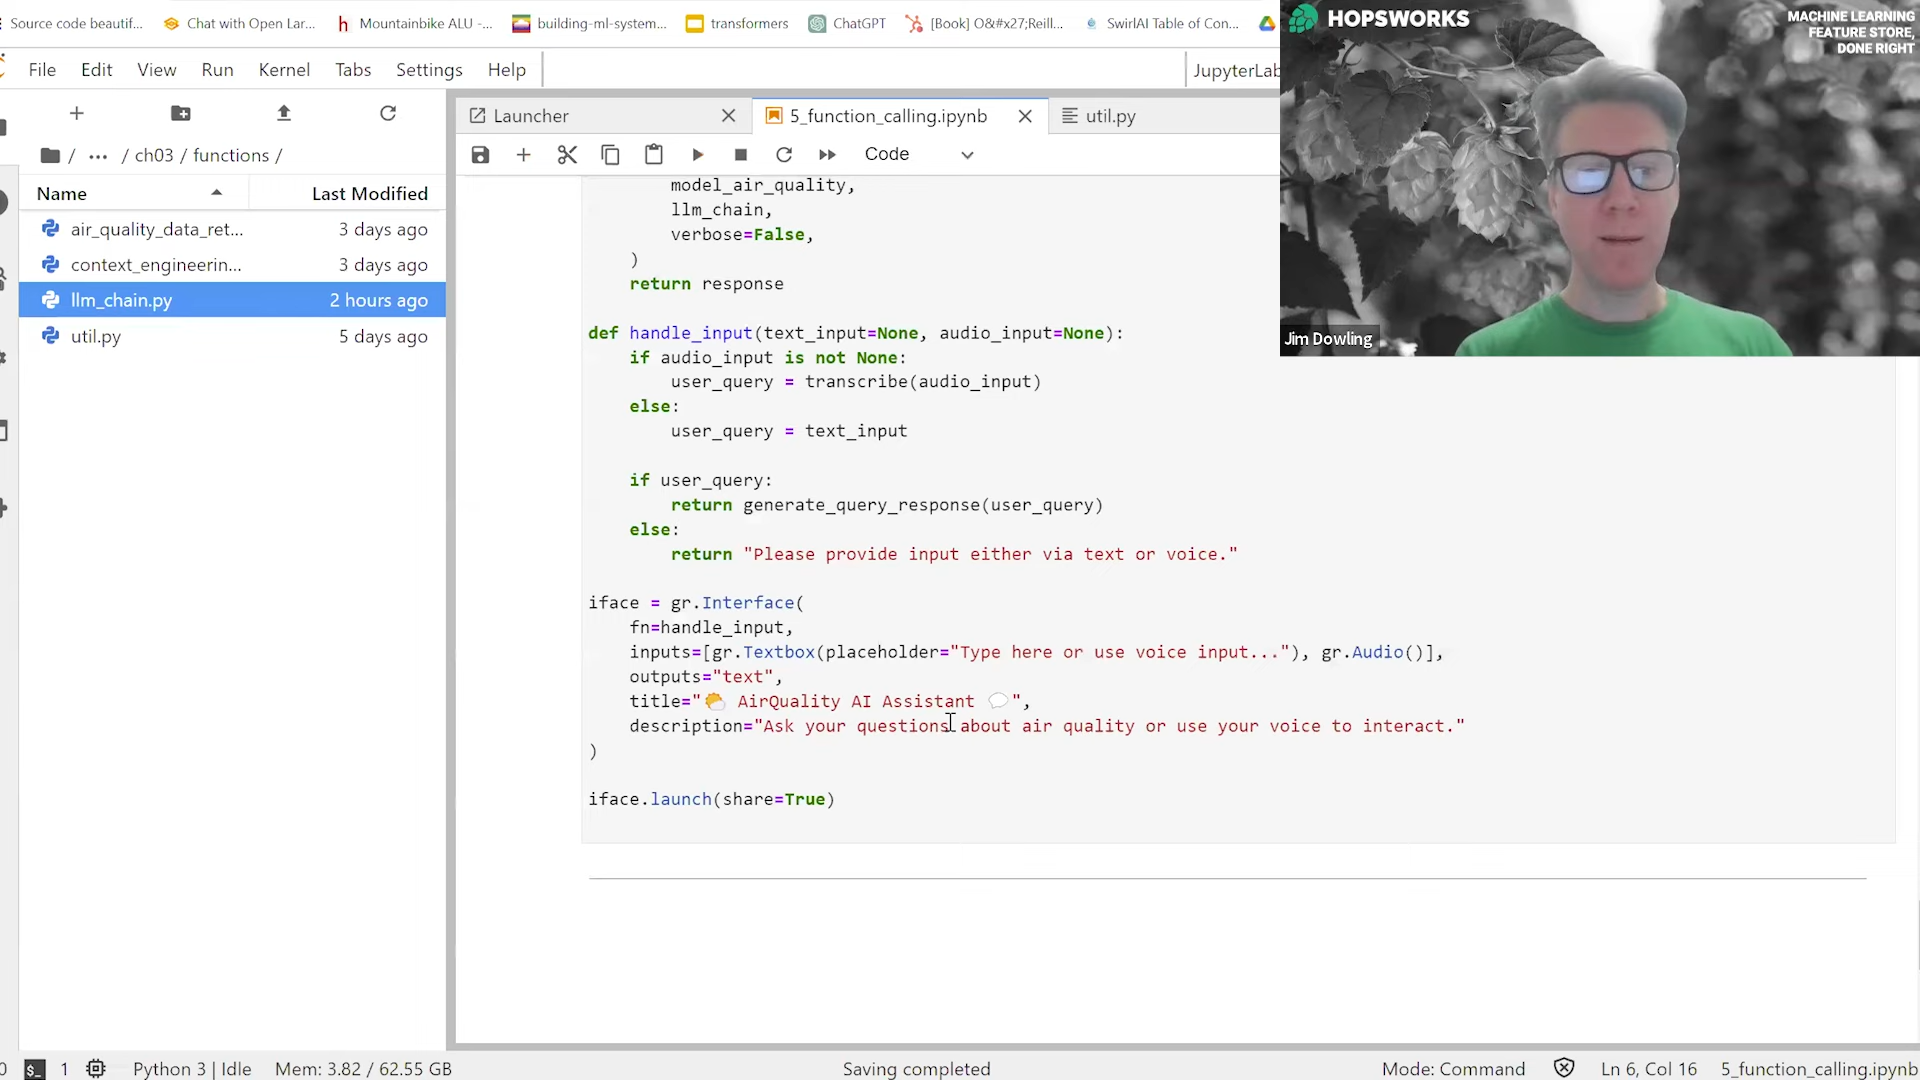 Source code beautif...
Chat with Open Lar...
Mountainbike ALU -...
building-ml-system...
transformers
ChatGPT
[Book] O&#x27;Reill...
SwirlAI Table of Con...
HOPSWORKS
MACHINE LEARNING
FEATURE STORE,
DONE RIGHT
File Edit View Run Kernel Tabs Settings Help
JupyterLab
Launcher
5_function_calling.ipynb
util.py
/ ... / ch03 / functions /
Code
Name Last Modified
air_quality_data_ret... 3 days ago
context_engineerin... 3 days ago
llm_chain.py 2 hours ago
util.py 5 days ago
model_air_quality,
llm_chain,
verbose=False,
)
return response
def handle_input(text_input=None, audio_input=None):
if audio_input is not None:
user_query = transcribe(audio_input)
else:
user_query = text_input
if user_query:
return generate_query_response(user_query)
else:
return "Please provide input either via text or voice."
iface = gr.Interface(
fn=handle_input,
inputs=[gr.Textbox(placeholder="Type here or use voice input..."), gr.Audio()],
outputs="text",
title="🌤️ AirQuality AI Assistant 💬",
description="Ask your questions about air quality or use your voice to interact."
)
iface.launch(share=True)
Jim Dowling
0 $_ 1 Python 3 | Idle Mem: 3.82 / 62.55 GB
Saving completed
Mode: Command Ln 6, Col 16 5_function_calling.ipynb